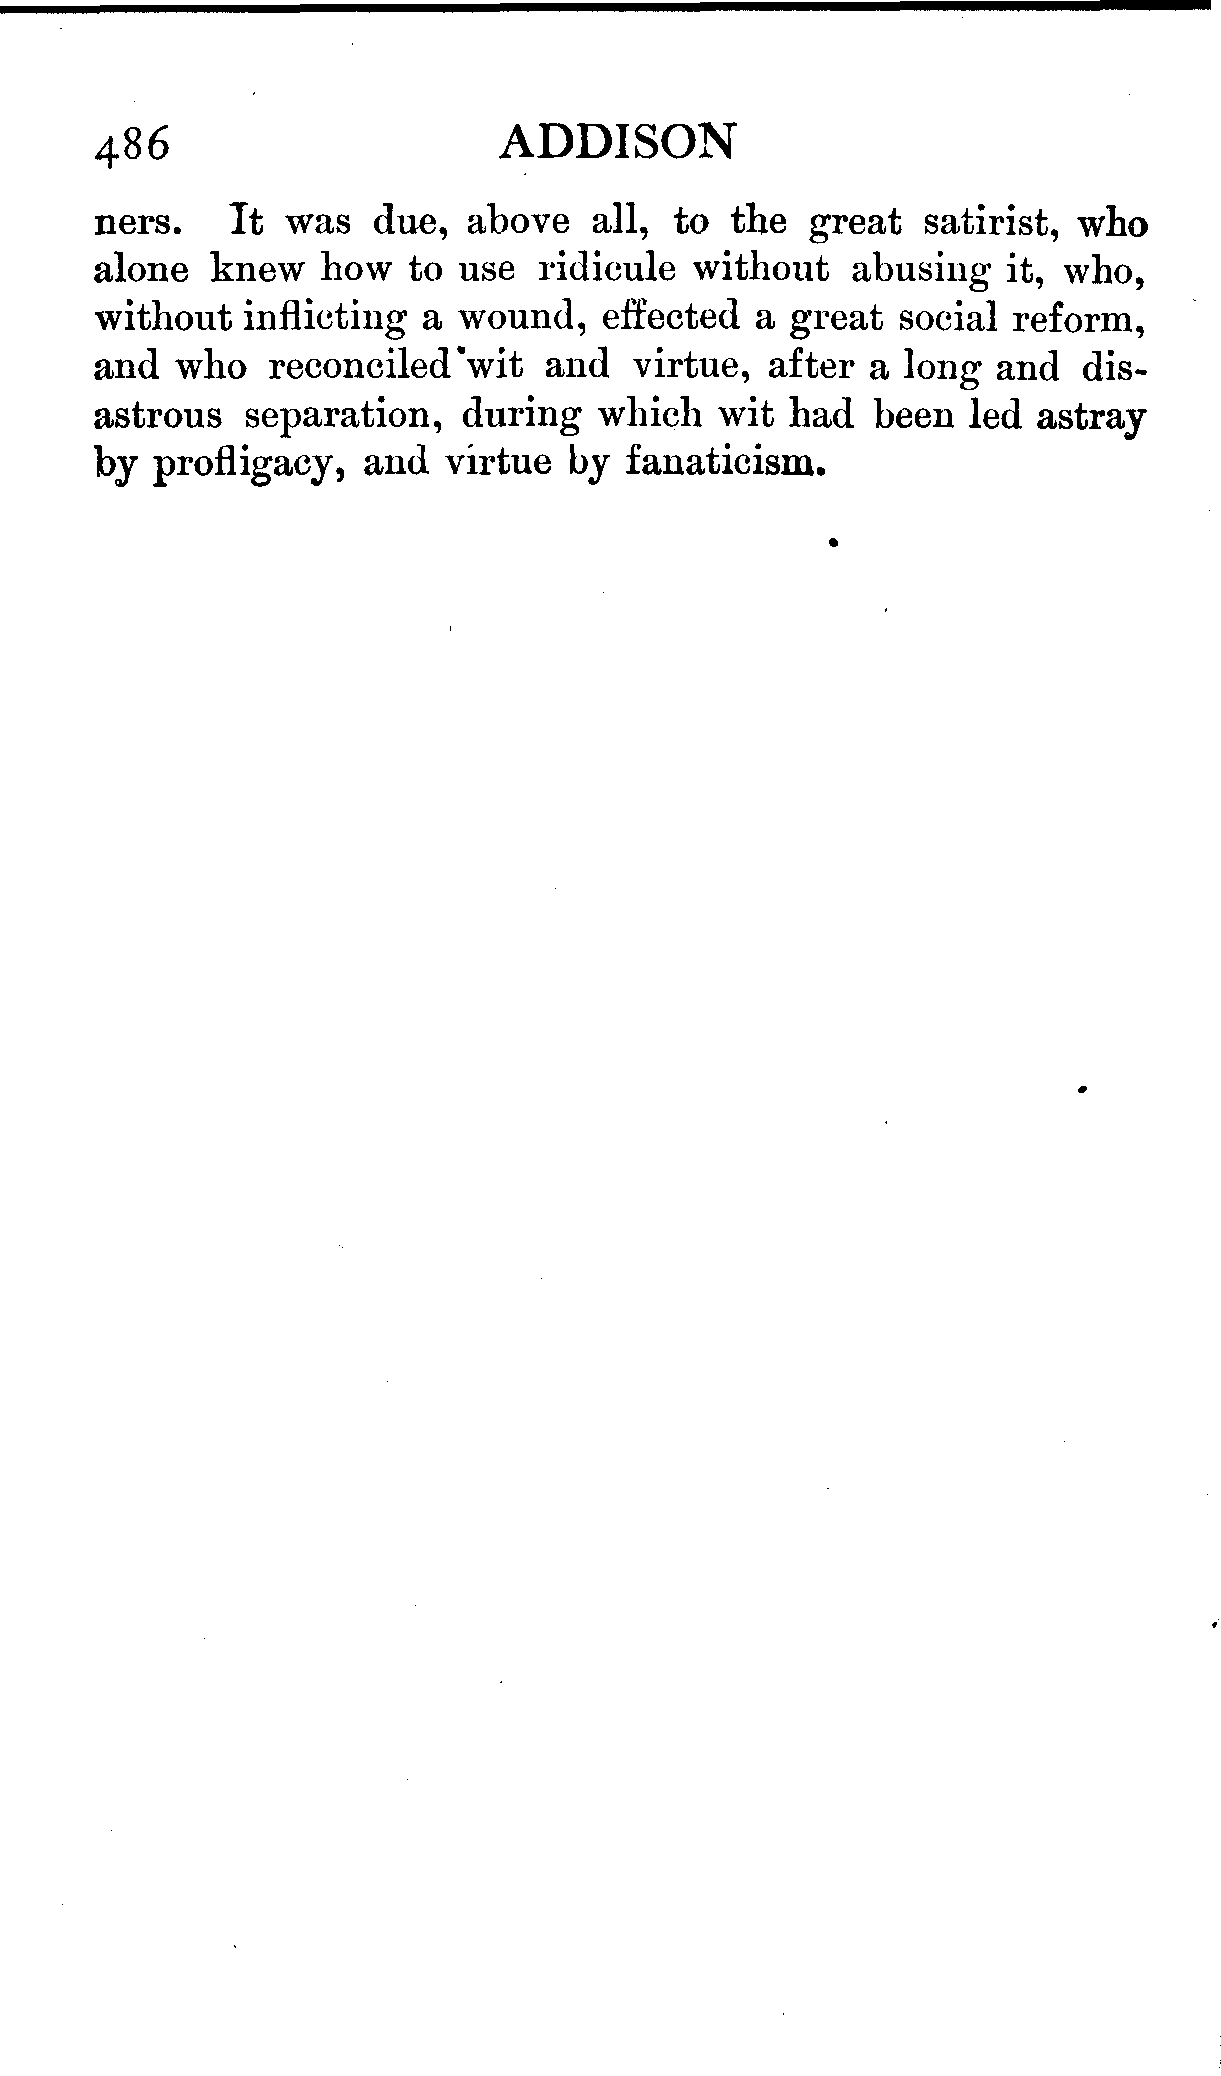 486 ADDISON
ners. It was due, above all, to the great satirist, who
alone knew how to use ridicule without abusing it, who,
without inflicting a wound, effected a great social reform,
and who reconciled wit and virtue, after a long and dis-
astrous separation, during which wit had been led astray
by profligacy, and virtue by fanaticism.